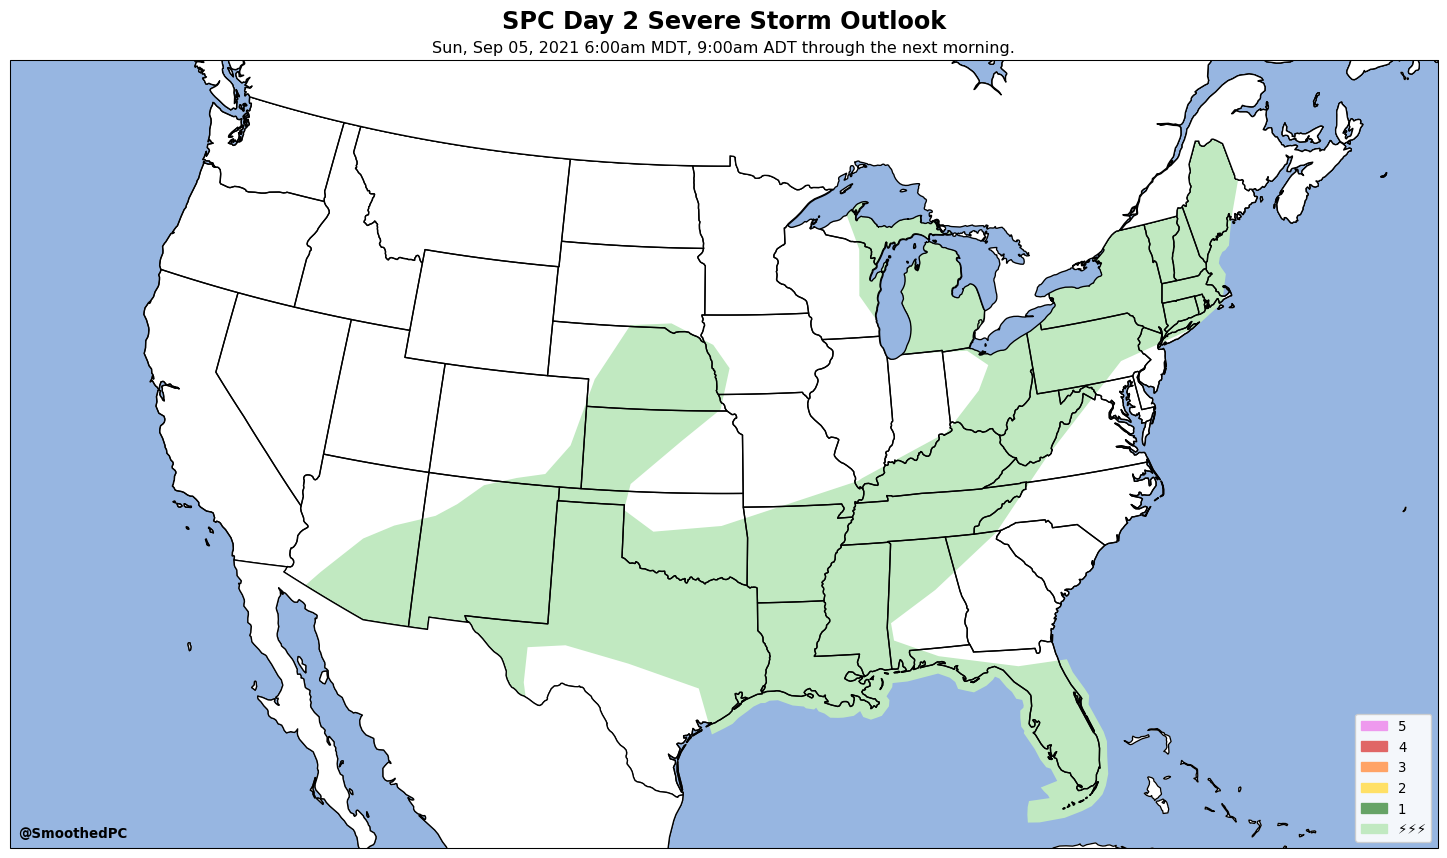 SPC Day 2 Severe Storm Outlook
Sun, Sep 05, 2021 6:00am MDT, 9:00am ADT through the next morning.
5
4
3
2
1
⚡⚡⚡
@SmoothedPC